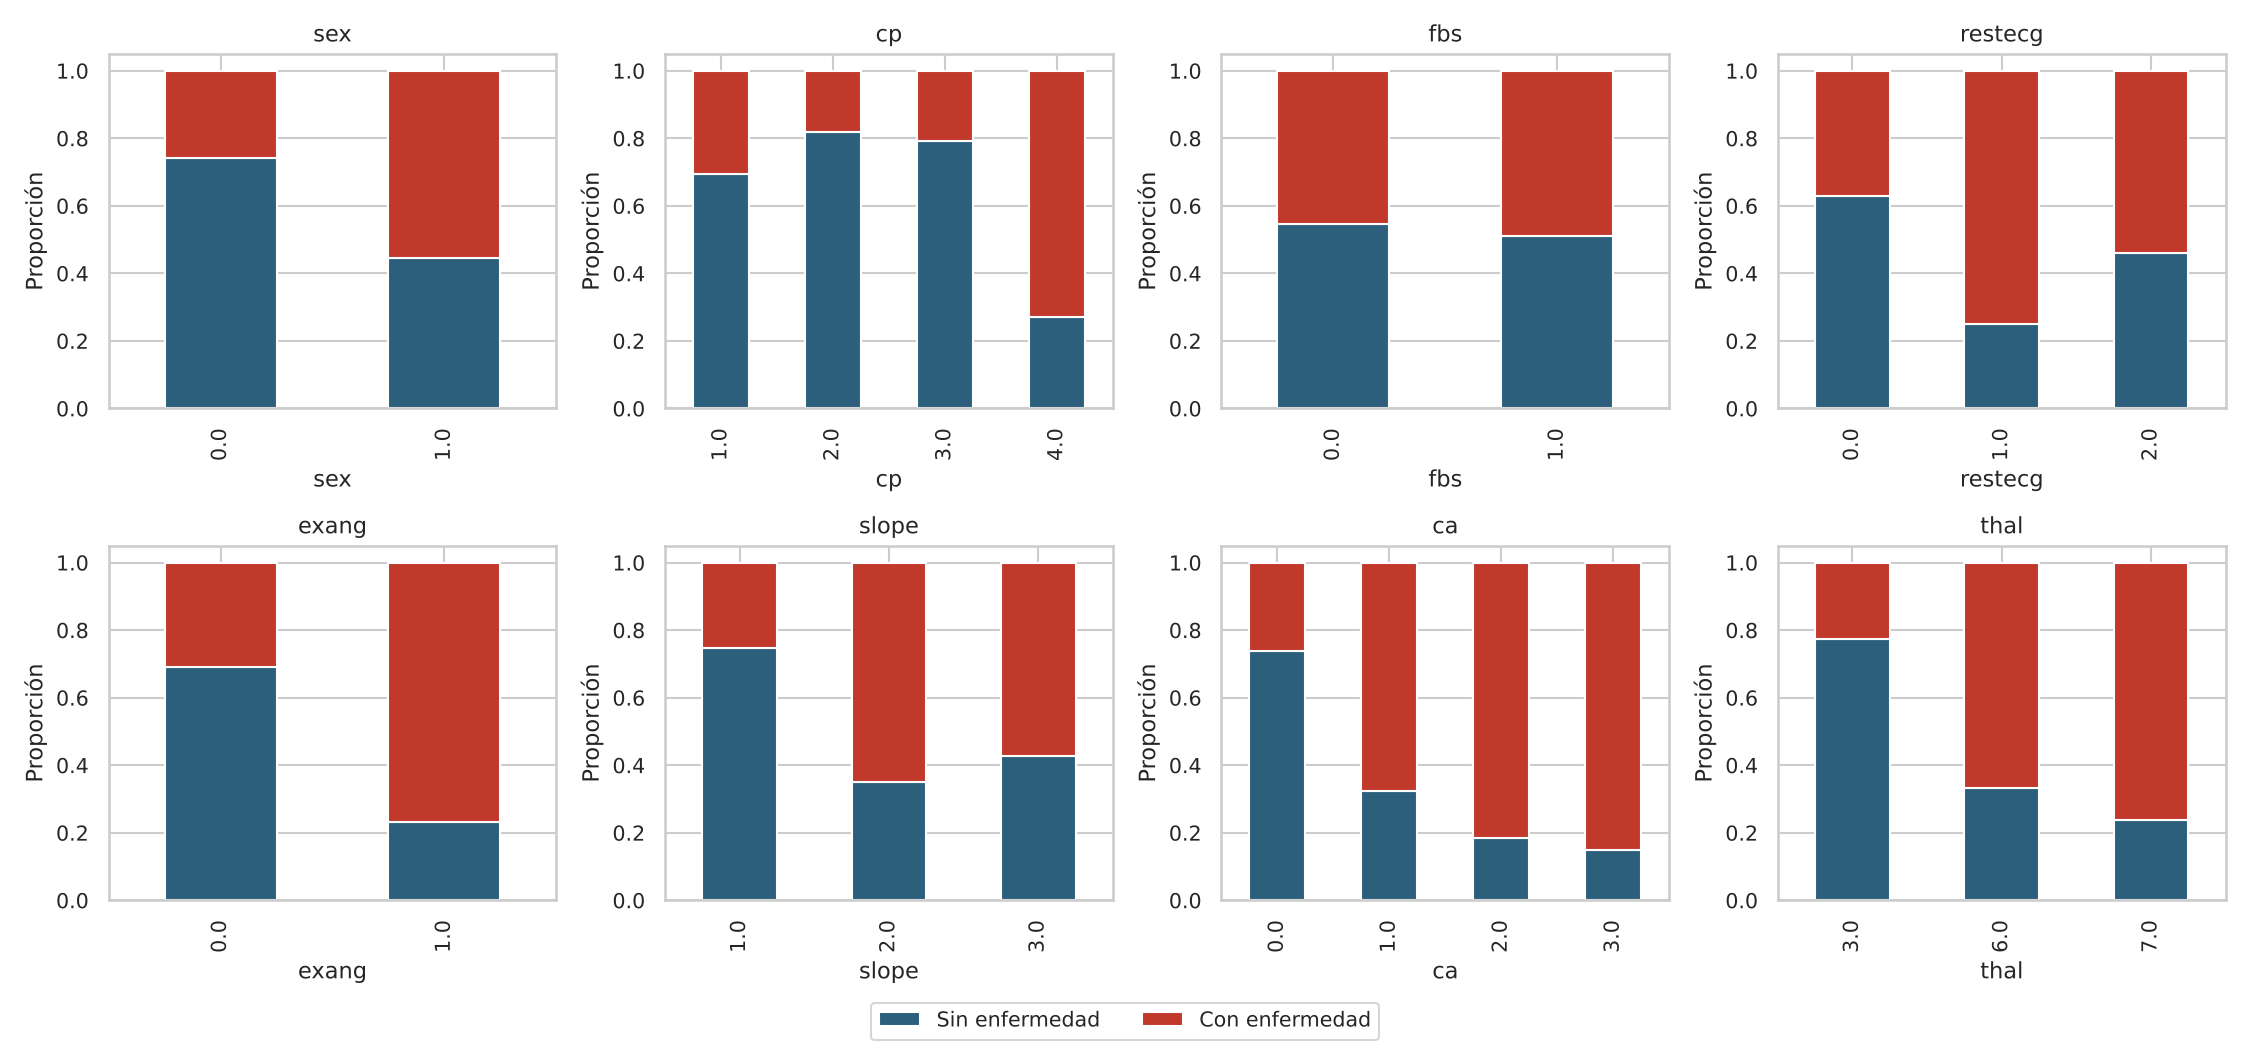 sex
cp
fbs
restecg
1.0
0.8
0.6
0.4
0.2
0.0
Proporción
0.0
1.0
sex
1.0
0.8
0.6
0.4
0.2
0.0
Proporción
1.0
2.0
3.0
4.0
cp
1.0
0.8
0.6
0.4
0.2
0.0
Proporción
0.0
1.0
fbs
1.0
0.8
0.6
0.4
0.2
0.0
Proporción
0.0
1.0
2.0
restecg
exang
slope
ca
thal
1.0
0.8
0.6
0.4
0.2
0.0
Proporción
0.0
1.0
exang
1.0
0.8
0.6
0.4
0.2
0.0
Proporción
1.0
2.0
3.0
slope
1.0
0.8
0.6
0.4
0.2
0.0
Proporción
0.0
1.0
2.0
3.0
ca
1.0
0.8
0.6
0.4
0.2
0.0
Proporción
3.0
6.0
7.0
thal
Sin enfermedad
Con enfermedad